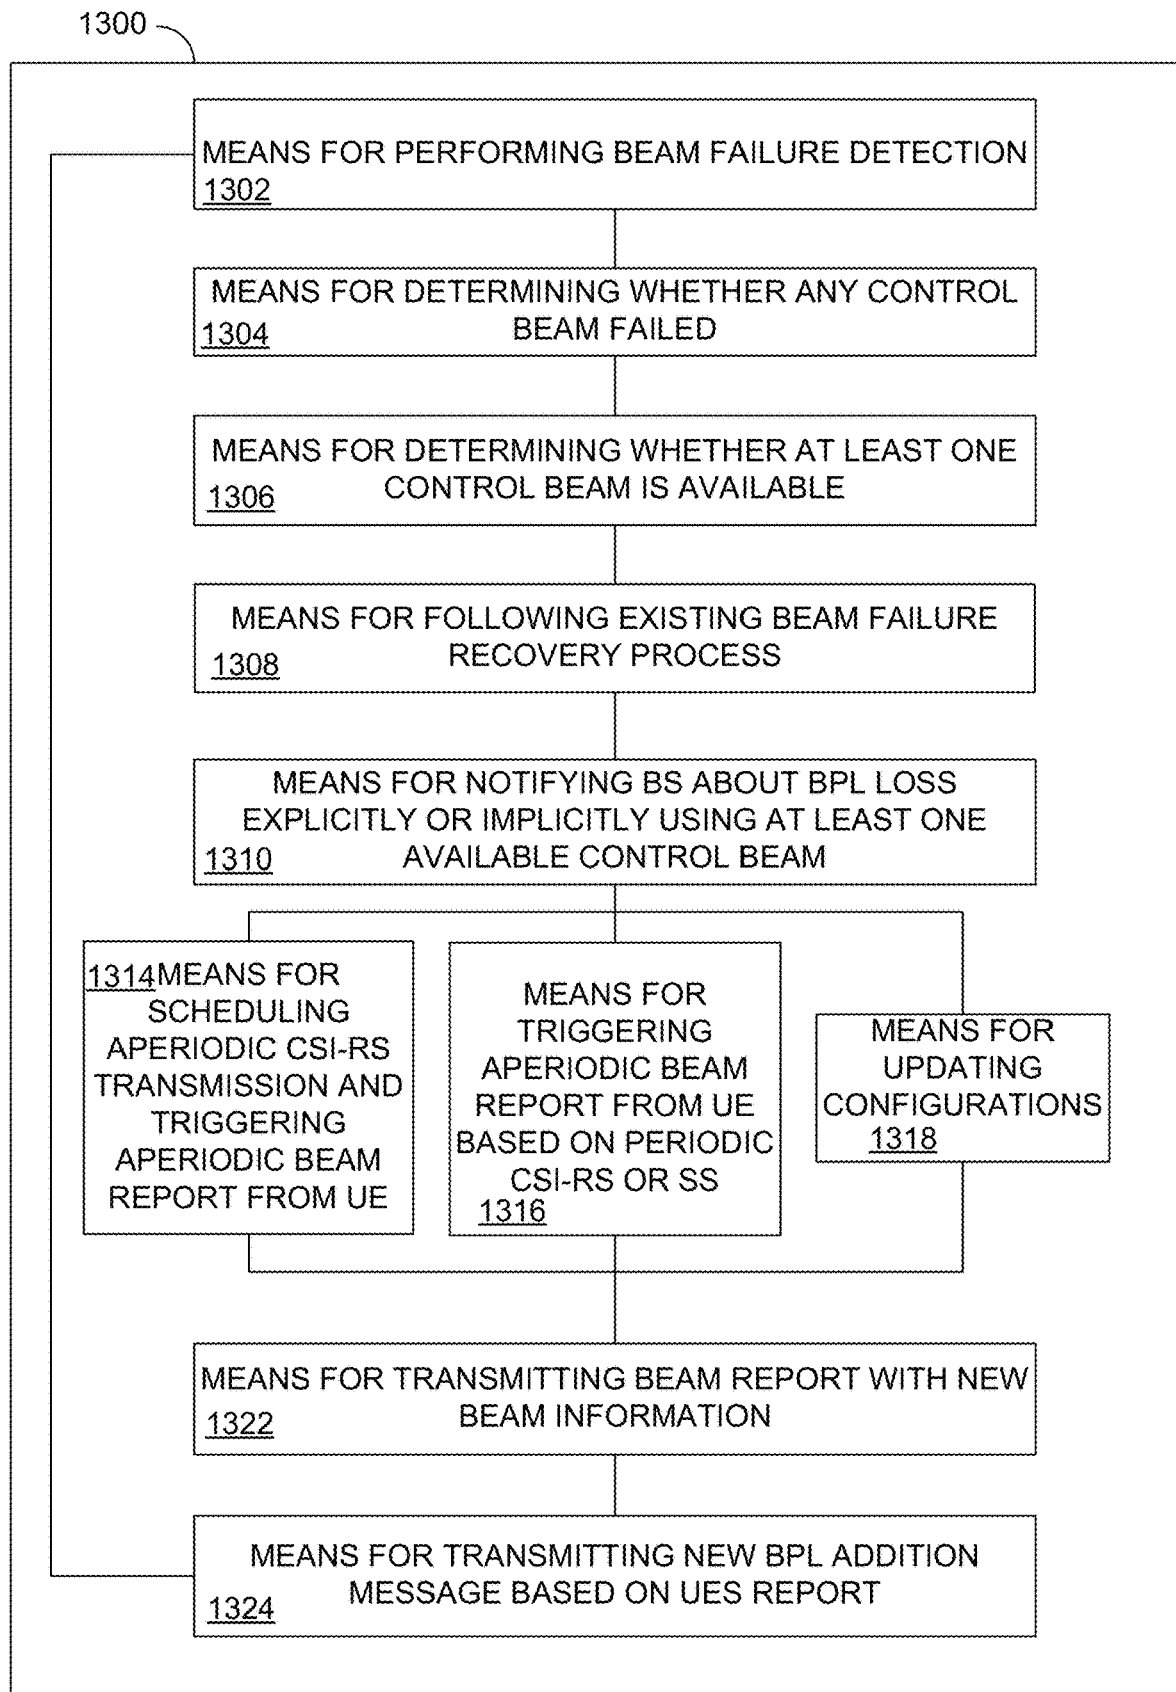 1300
MEANS FOR PERFORMING BEAM FAILURE DETECTION
1302
MEANS FOR DETERMINING WHETHER ANY CONTROL
BEAM FAILED
1304
MEANS FOR DETERMINING WHETHER AT LEAST ONE
CONTROL BEAM IS AVAILABLE
1306
MEANS FOR FOLLOWING EXISTING BEAM FAILURE
RECOVERY PROCESS
1308
MEANS FOR NOTIFYING BS ABOUT BPL LOSS
EXPLICITLY OR IMPLICITLY USING AT LEAST ONE
AVAILABLE CONTROL BEAM
1310
1314 MEANS FOR
SCHEDULING
APERIODIC CSI-RS
TRANSMISSION AND
TRIGGERING
APERIODIC BEAM
REPORT FROM UE
MEANS FOR
TRIGGERING
APERIODIC BEAM
REPORT FROM UE
BASED ON PERIODIC
CSI-RS OR SS
1316
MEANS FOR
UPDATING
CONFIGURATIONS
1318
MEANS FOR TRANSMITTING BEAM REPORT WITH NEW
BEAM INFORMATION
1322
MEANS FOR TRANSMITTING NEW BPL ADDITION
MESSAGE BASED ON UES REPORT
1324